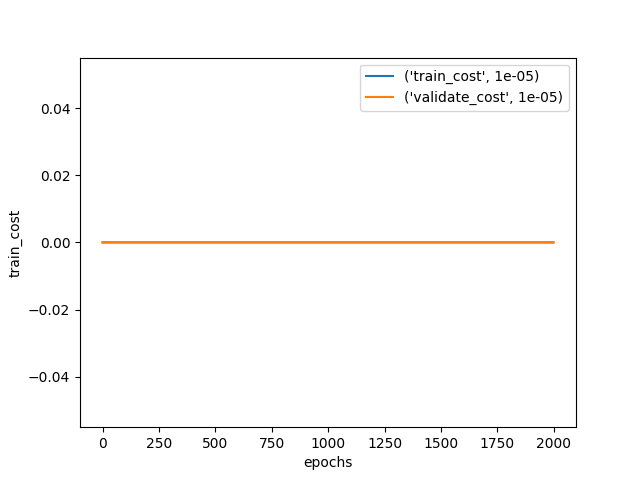 ('train_cost', 1e-05)
('validate_cost', 1e-05)
0.04
0.02
0.00
−0.02
−0.04
train_cost
0 250 500 750 1000 1250 1500 1750 2000
epochs